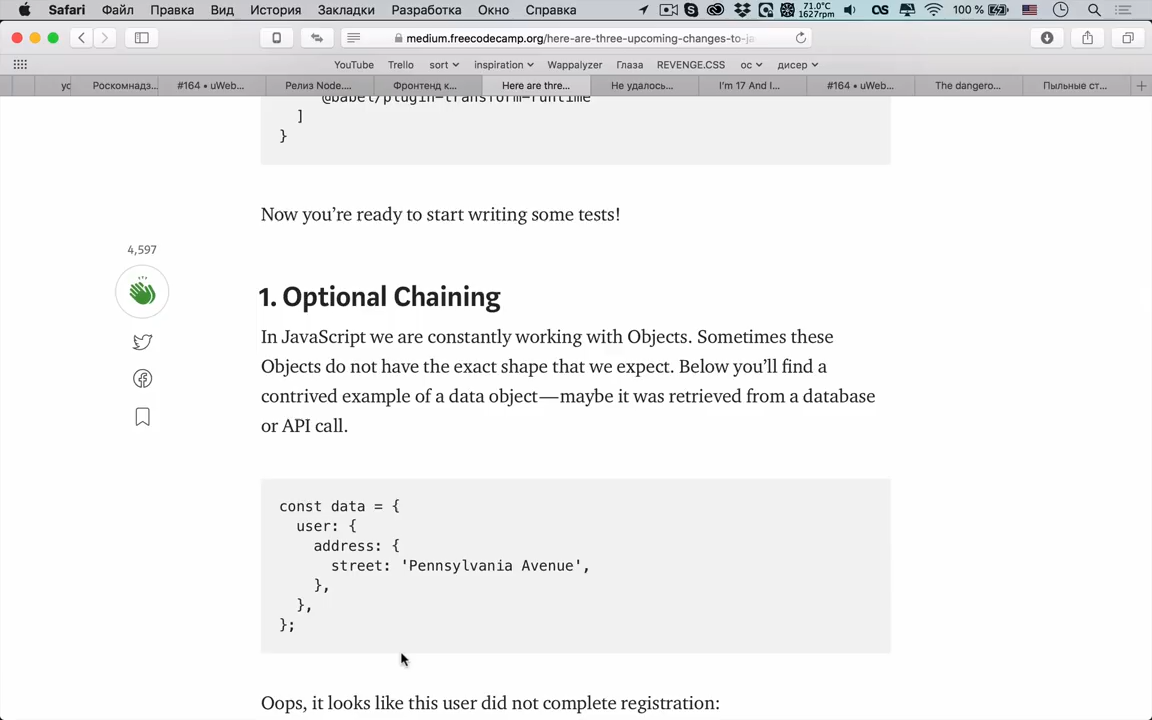 Safari Файл Правка Вид История Закладки Разработка Окно Справка 71.0°C 1627rpm 100 %
medium.freecodecamp.org/here-are-three-upcoming-changes-to-ja
YouTube Trello sort inspiration Wappalyzer Глаза REVENGE.CSS ос дисер
ус Роскомнадз... #164 • uWeb... Релиз Node.... Фронтенд к... Here are thre... Не удалось... I'm 17 And I... #164 • uWeb... The dangero... Пыльные ст...
@babel/plugin-transform-runtime
]
}
Now you're ready to start writing some tests!
4,597
1. Optional Chaining
In JavaScript we are constantly working with Objects. Sometimes these
Objects do not have the exact shape that we expect. Below you'll find a
contrived example of a data object — maybe it was retrieved from a database
or API call.
const data = {
user: {
address: {
street: 'Pennsylvania Avenue',
},
},
};
Oops, it looks like this user did not complete registration: